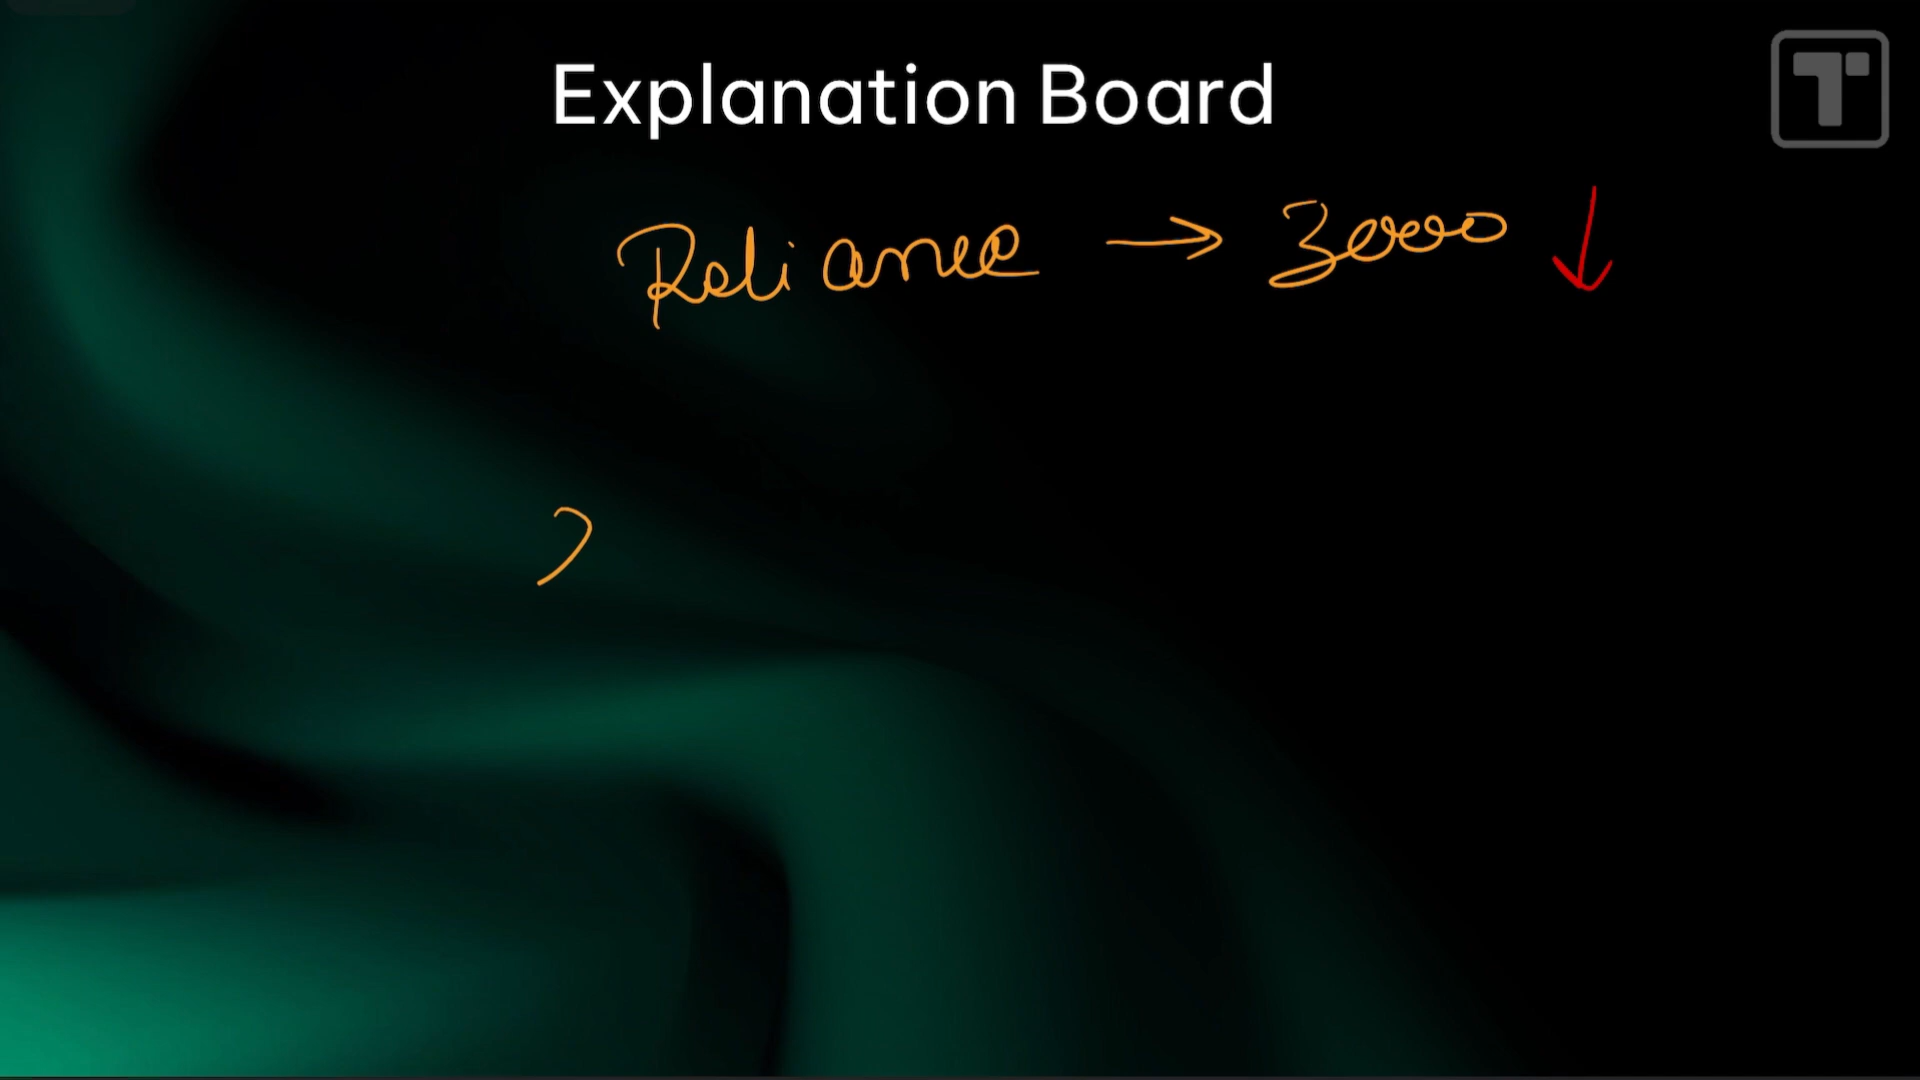 Explanation Board
Reliance → 3000 ↓